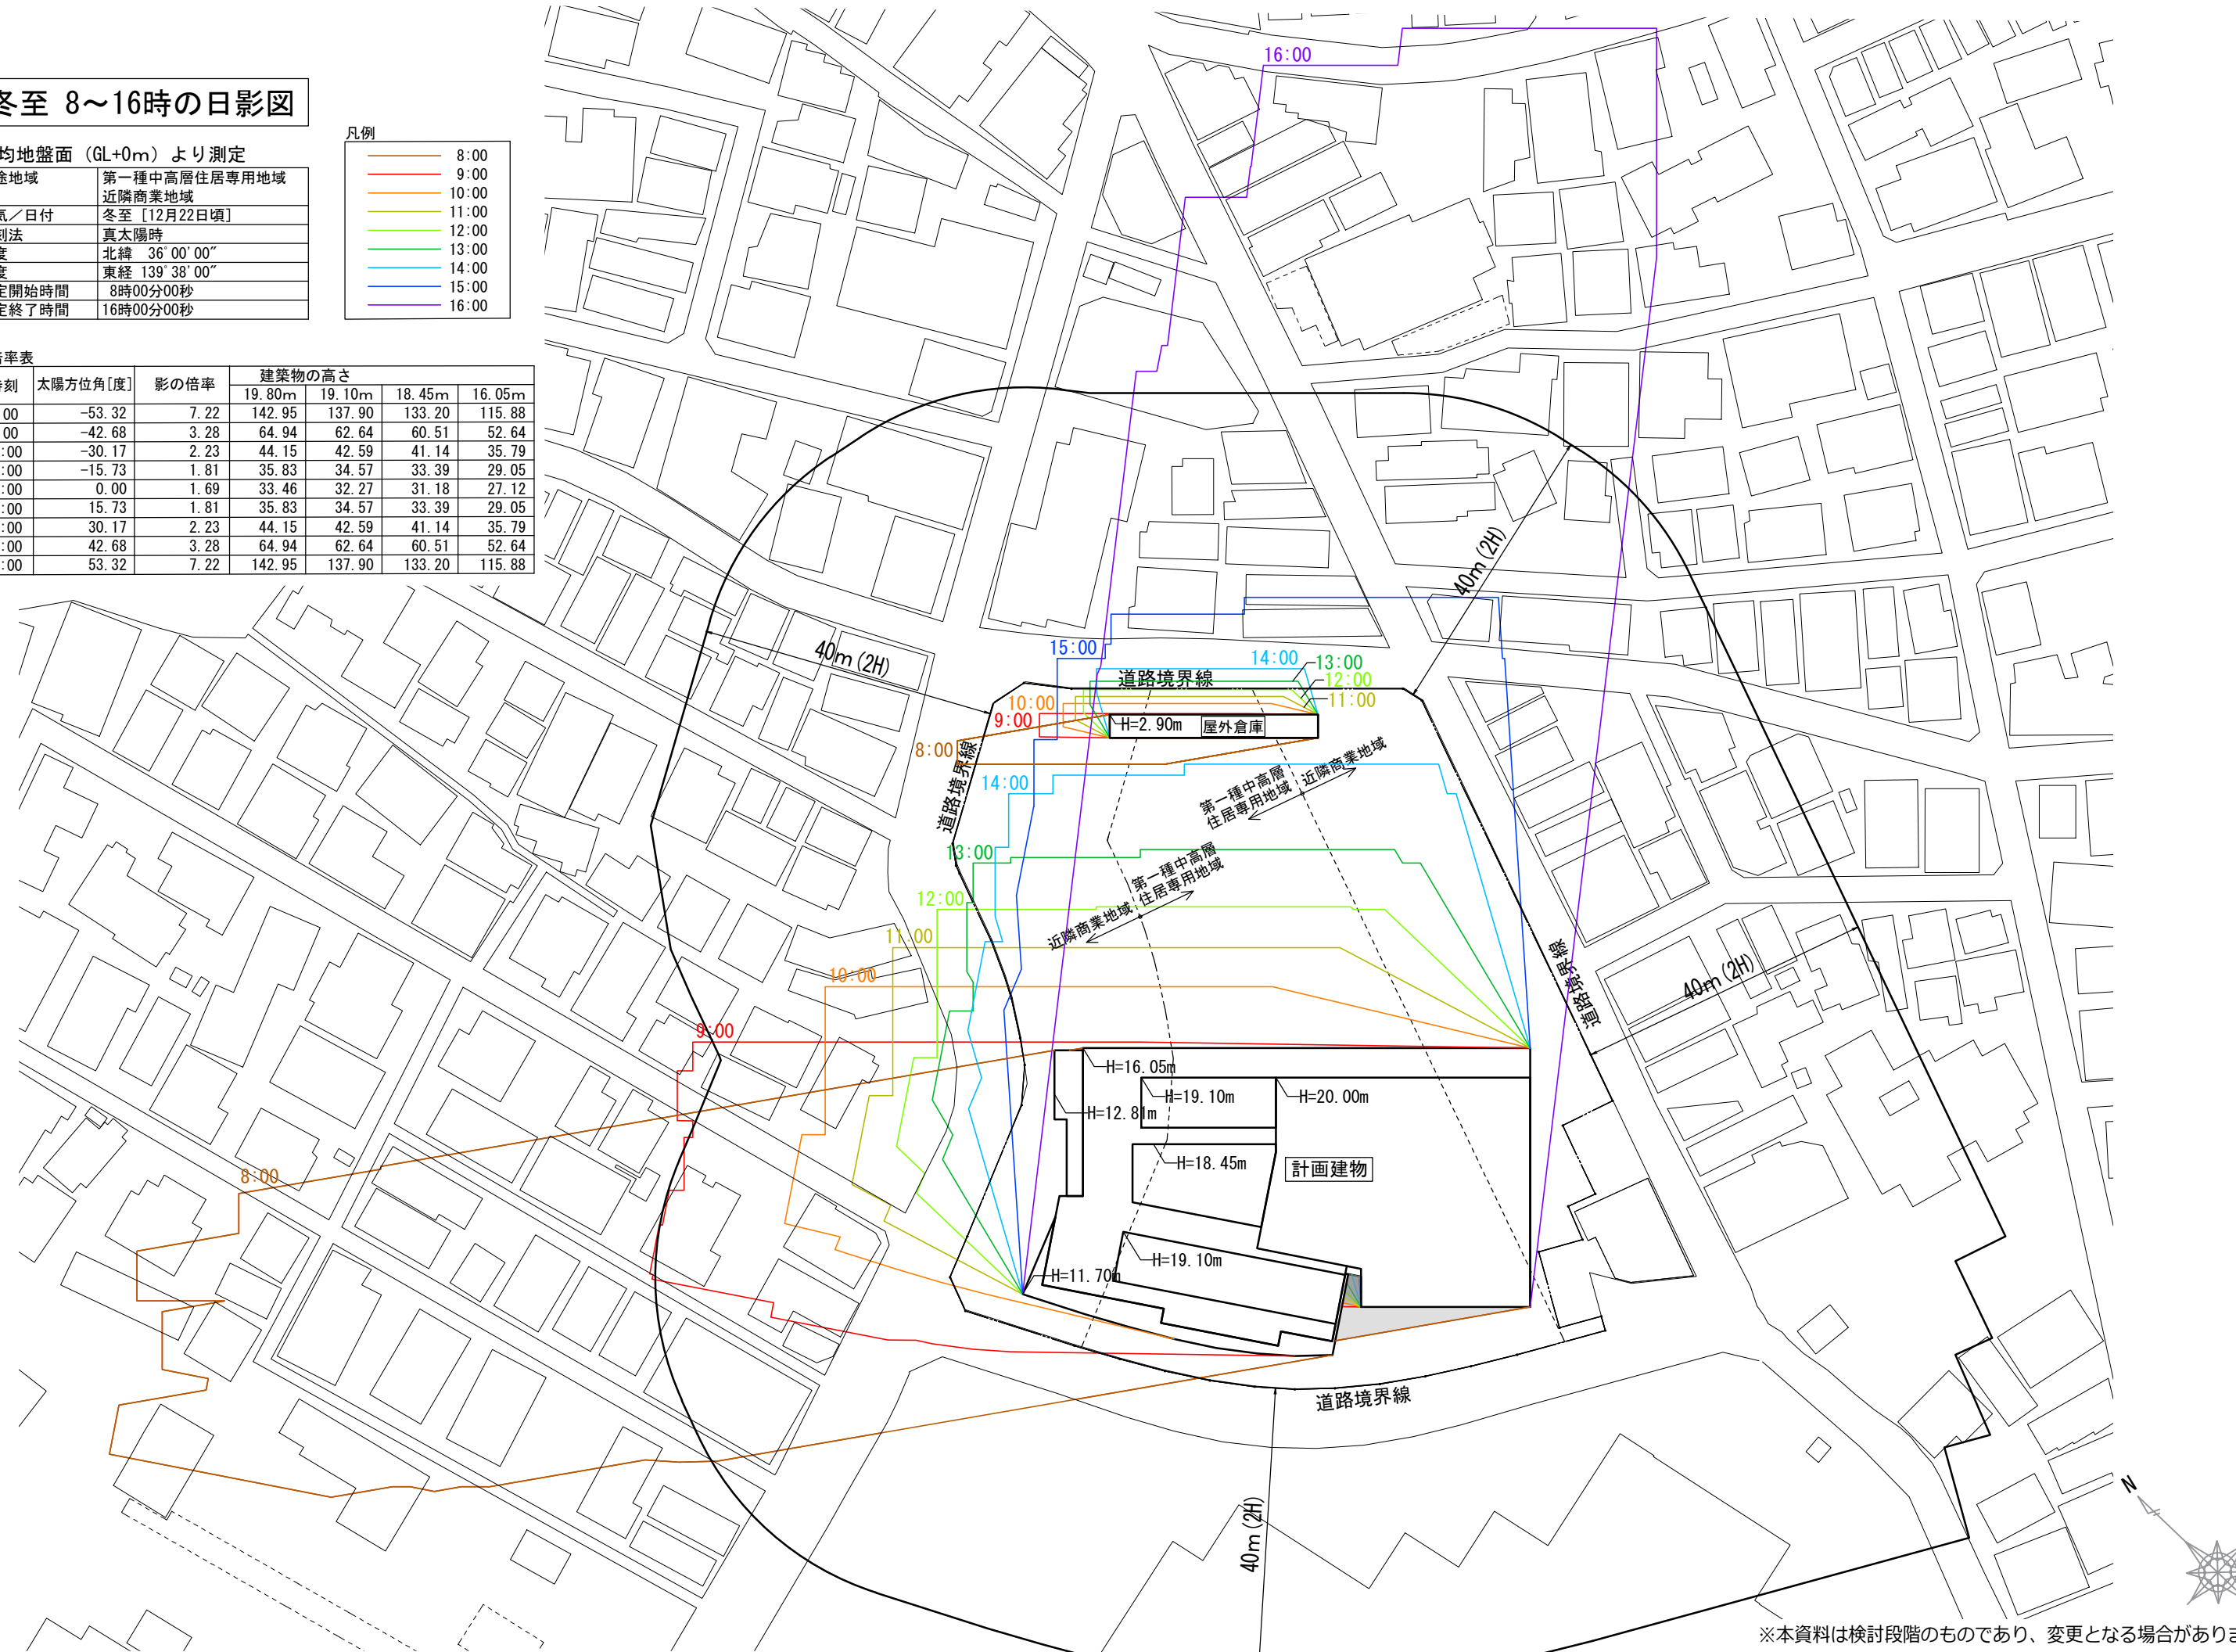 冬至 8～16時の日影図
均地盤面（GL+0m）より測定
途地域 第一種中高層住居専用地域
近隣商業地域
気／日付 冬至 [12月22日頃]
刻法 真太陽時
度 北緯 36°00'00"
度 東経 139°38'00"
定開始時間 8時00分00秒
定終了時間 16時00分00秒
凡例
8:00
9:00
10:00
11:00
12:00
13:00
14:00
15:00
16:00
倍率表
時刻 太陽方位角[度] 影の倍率 建築物の高さ
19.80m 19.10m 18.45m 16.05m
:00 -53.32 7.22 142.95 137.90 133.20 115.88
:00 -42.68 3.28 64.94 62.64 60.51 52.64
:00 -30.17 2.23 44.15 42.59 41.14 35.79
:00 -15.73 1.81 35.83 34.57 33.39 29.05
:00 0.00 1.69 33.46 32.27 31.18 27.12
:00 15.73 1.81 35.83 34.57 33.39 29.05
:00 30.17 2.23 44.15 42.59 41.14 35.79
:00 42.68 3.28 64.94 62.64 60.51 52.64
:00 53.32 7.22 142.95 137.90 133.20 115.88
16:00
40m(2H)
40m(2H)
15:00
14:00
13:00
道路境界線
12:00
11:00
10:00
9:00
H=2.90m
屋外倉庫
8:00
道路境界線
14:00
第一種中高層
住居専用地域
近隣商業地域
13:00
第一種中高層
住居専用地域
近隣商業地域
12:00
11:00
10:00
道路境界線
40m(2H)
9:00
H=16.05m
H=19.10m
H=20.00m
H=12.81m
H=18.45m
計画建物
8:00
H=19.10m
H=11.70m
道路境界線
40m(2H)
N
※本資料は検討段階のものであり、変更となる場合があります